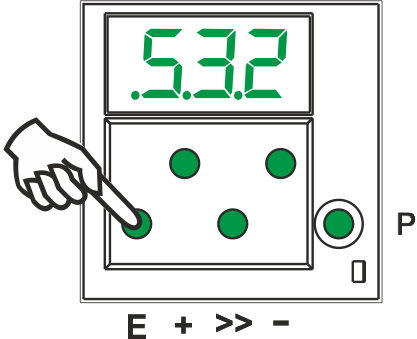 .5.3.2
P
E + >> -